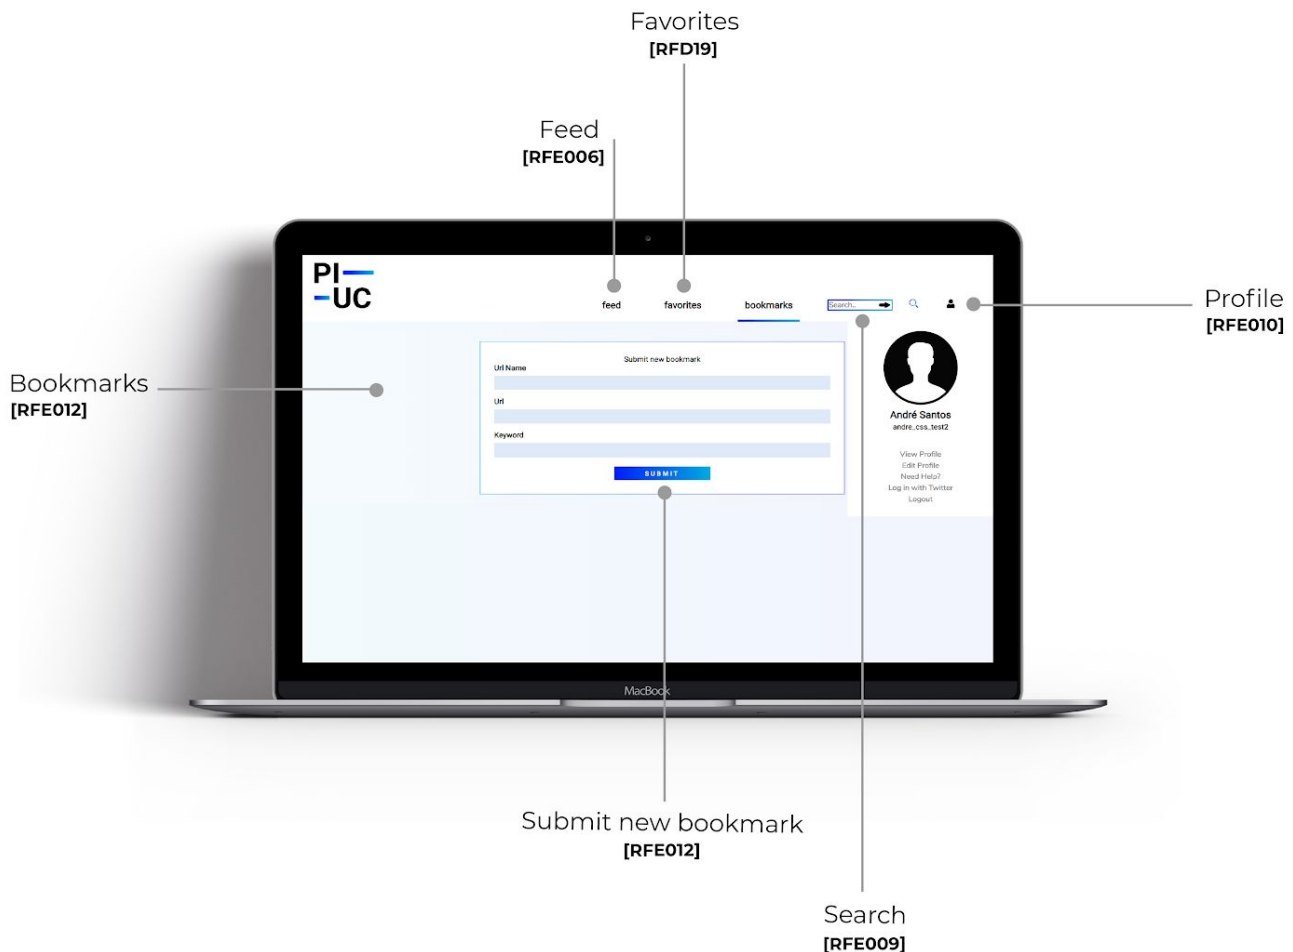 Favorites
[RFD19]
Feed
[RFE006]
PI
UC
feed
favorites
bookmarks
Search..
Profile
[RFE010]
Bookmarks
[RFE012]
Submit new bookmark
Url Name
Url
Keyword
SUBMIT
André Santos
andre_css_test2
View Profile
Edit Profile
Need Help?
Log in with Twitter
Logout
MacBook
Submit new bookmark
[RFE012]
Search
[RFE009]